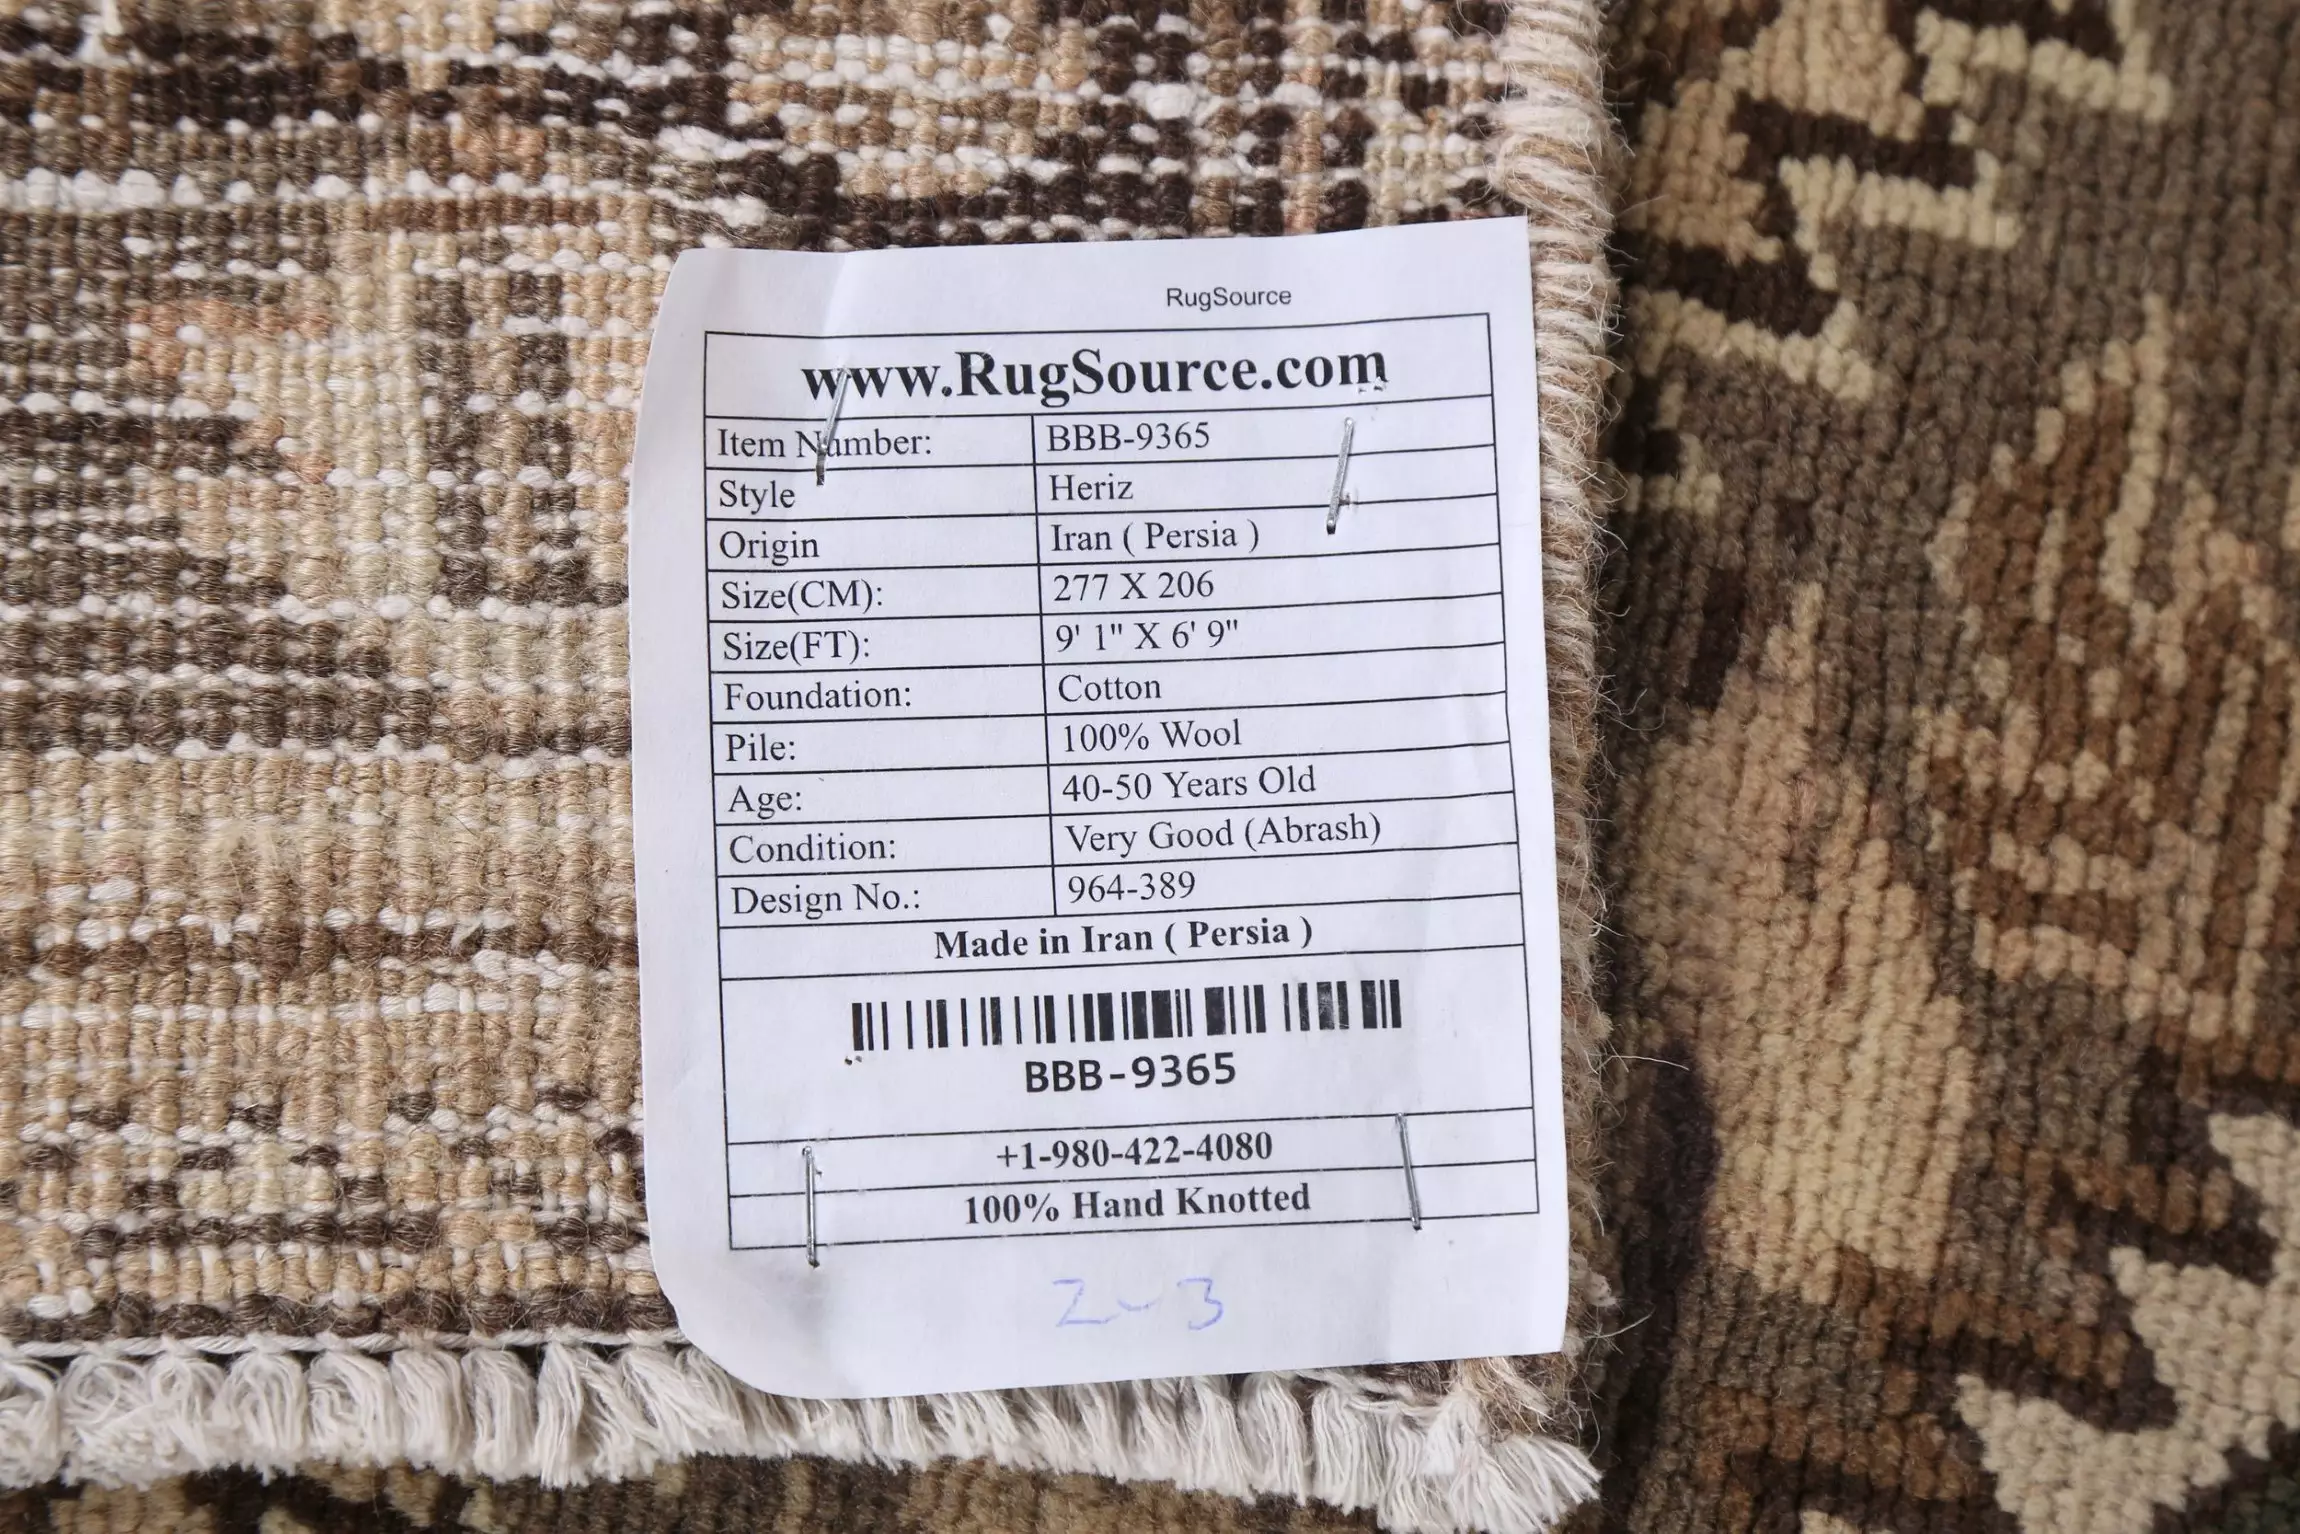 RugSource
www.RugSource.com
Item Number: BBB-9365
Style Heriz
Origin Iran ( Persia )
Size(CM): 277 X 206
Size(FT): 9' 1" X 6' 9"
Foundation: Cotton
Pile: 100% Wool
Age: 40-50 Years Old
Condition: Very Good (Abrash)
Design No.: 964-389
Made in Iran ( Persia )
BBB-9365
+1-980-422-4080
100% Hand Knotted
2-3